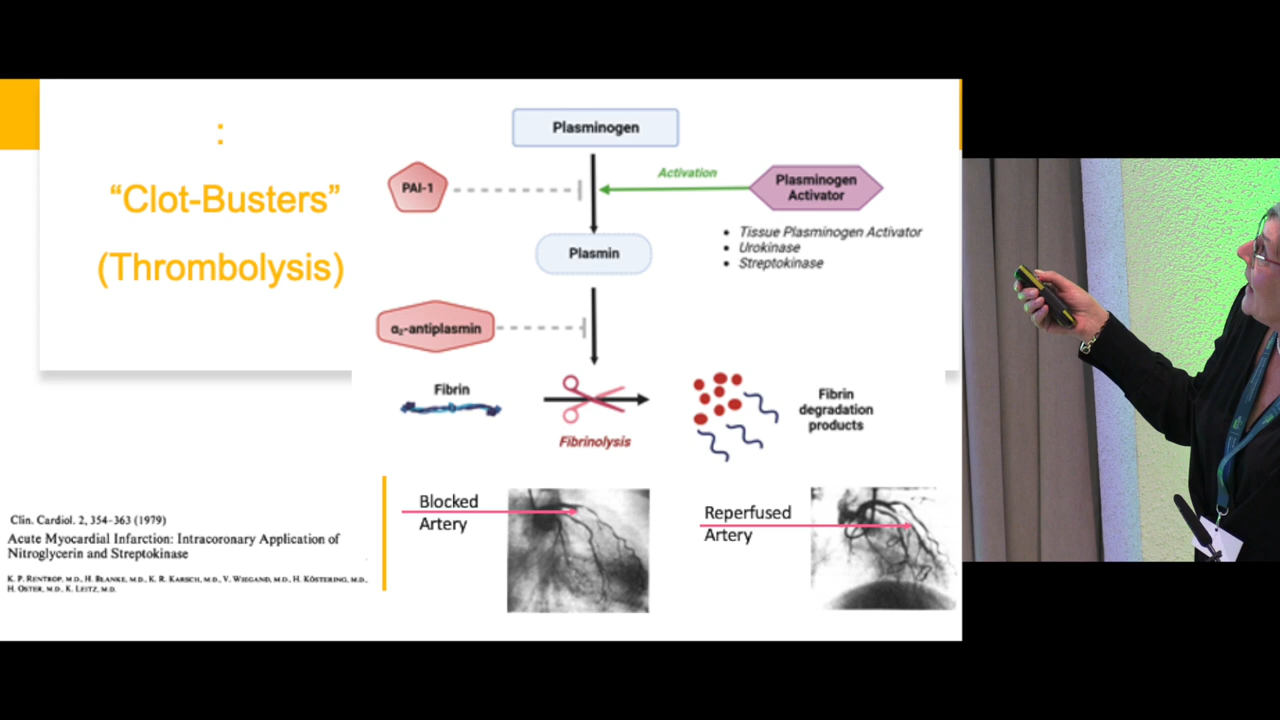 :
“Clot-Busters”
(Thrombolysis)
Plasminogen
PAI-1
Activation
Plasminogen
Activator
• Tissue Plasminogen Activator
• Urokinase
• Streptokinase
Plasmin
α₂-antiplasmin
Fibrin
Fibrinolysis
Fibrin
degradation
products
Blocked
Artery
Reperfused
Artery
Clin. Cardiol. 2, 354–363 (1979)
Acute Myocardial Infarction: Intracoronary Application of
Nitroglycerin and Streptokinase
K. P. RENTROP, M.D., H. BLANKE, M.D., K. R. KARSCH, M.D., V. WIEGAND, M.D., H. KÖSTERING, M.D.,
H. OSTER, M.D., K. LEITZ, M.D.